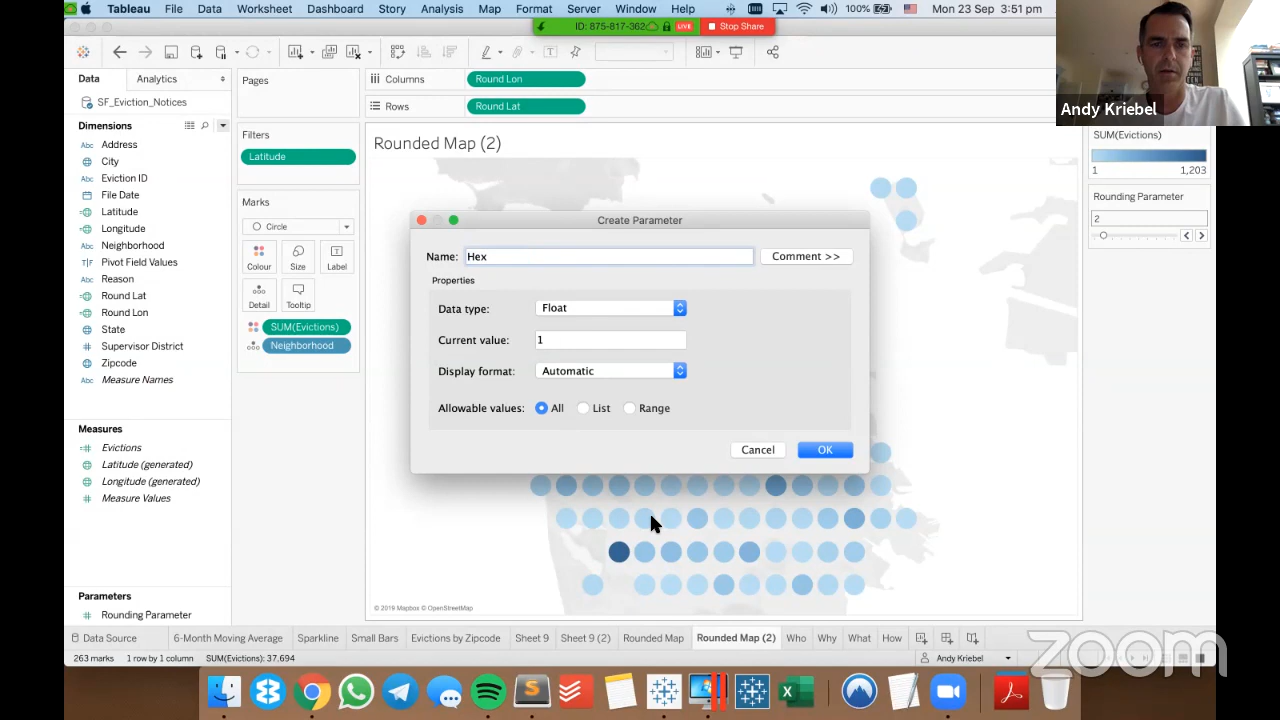 Tableau File Data Worksheet Dashboard Story Analysis Map Format Server Window Help 100% Mon 23 Sep 3:51 pm
ID: 875-817-362 LIVE Stop Share
Andy Kriebel
Data Analytics
SF_Eviction_Notices
Dimensions
Address
City
Eviction ID
File Date
Latitude
Longitude
Neighborhood
Pivot Field Values
Reason
Round Lat
Round Lon
State
Supervisor District
Zipcode
Measure Names
Measures
Evictions
Latitude (generated)
Longitude (generated)
Measure Values
Parameters
Rounding Parameter
Pages
Filters
Latitude
Marks
Circle
Colour Size Label
Detail Tooltip
SUM(Evictions)
Neighborhood
Columns Round Lon
Rows Round Lat
Rounded Map (2)
Create Parameter
Name: Hex Comment >>
Properties
Data type: Float
Current value: 1
Display format: Automatic
Allowable values: All List Range
Cancel OK
© 2019 Mapbox © OpenStreetMap
SUM(Evictions)
1 1,203
Rounding Parameter
2
Data Source 6-Month Moving Average Sparkline Small Bars Evictions by Zipcode Sheet 9 Sheet 9 (2) Rounded Map Rounded Map (2) Who Why What How
263 marks 1 row by 1 column SUM(Evictions): 37,694 Andy Kriebel
zoom